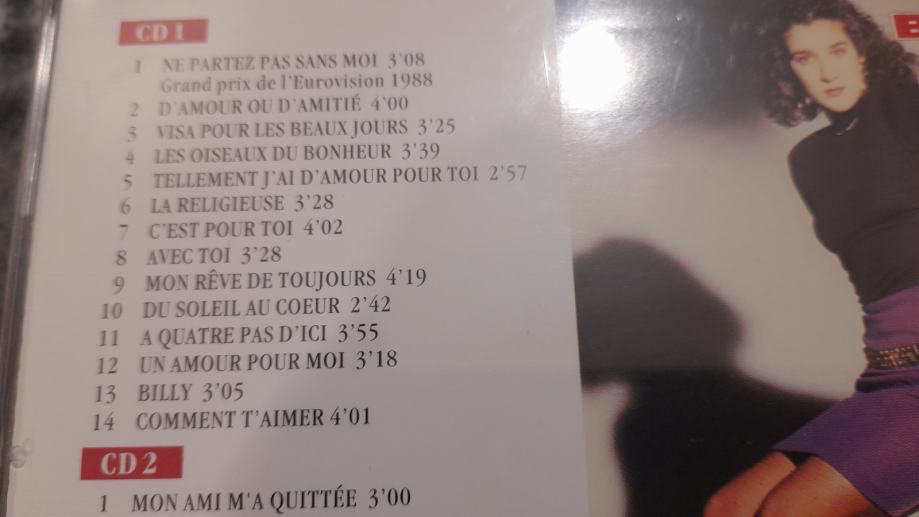 CD 1
1 NE PARTEZ PAS SANS MOI 3'08
Grand prix de l'Eurovision 1988
2 D'AMOUR OU D'AMITIÉ 4'00
3 VISA POUR LES BEAUX JOURS 3'25
4 LES OISEAUX DU BONHEUR 3'39
5 TELLEMENT J'AI D'AMOUR POUR TOI 2'57
6 LA RELIGIEUSE 3'28
7 C'EST POUR TOI 4'02
8 AVEC TOI 3'28
9 MON RÊVE DE TOUJOURS 4'19
10 DU SOLEIL AU COEUR 2'42
11 A QUATRE PAS D'ICI 3'55
12 UN AMOUR POUR MOI 3'18
13 BILLY 3'05
14 COMMENT T'AIMER 4'01
CD 2
1 MON AMI M'A QUITTÉE 3'00